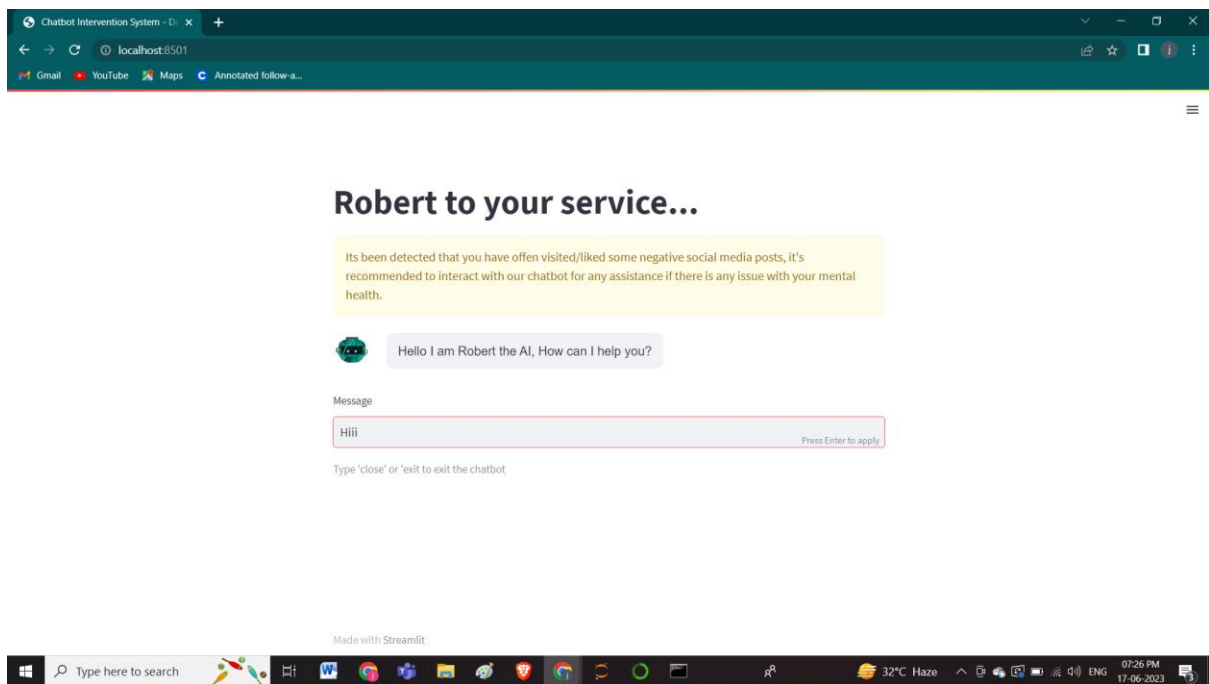 Chatbot Intervention System - D
localhost:8501
Gmail YouTube Maps Annotated follow-a...
Robert to your service...
Its been detected that you have offen visited/liked some negative social media posts, it's
recommended to interact with our chatbot for any assistance if there is any issue with your mental
health.
Hello I am Robert the AI, How can I help you?
Message
Hiii
Press Enter to apply
Type 'close' or 'exit to exit the chatbot
Made with Streamlit
Type here to search
32°C Haze
ENG
07:26 PM
17-06-2023
3